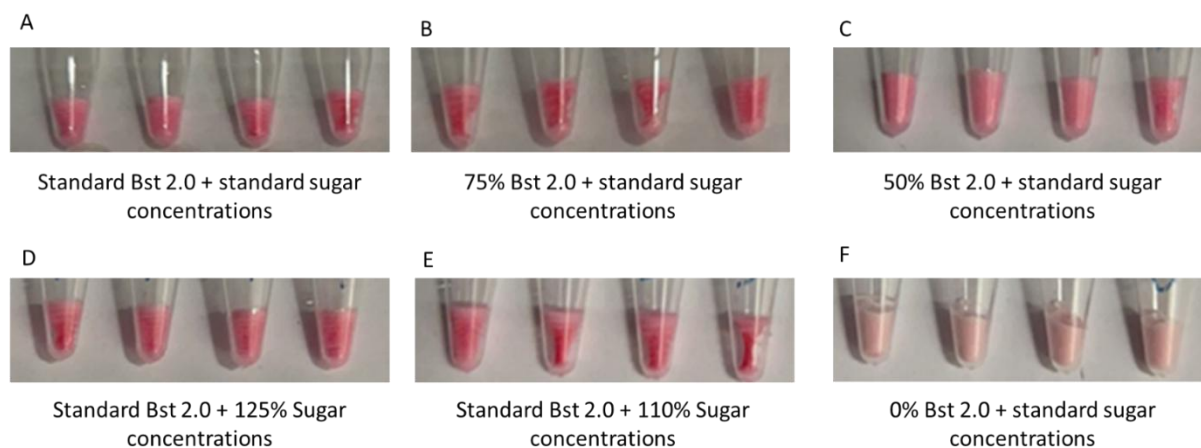 A
B
C
Standard Bst 2.0 + standard sugar
concentrations
75% Bst 2.0 + standard sugar
concentrations
50% Bst 2.0 + standard sugar
concentrations
D
E
F
Standard Bst 2.0 + 125% Sugar
concentrations
Standard Bst 2.0 + 110% Sugar
concentrations
0% Bst 2.0 + standard sugar
concentrations